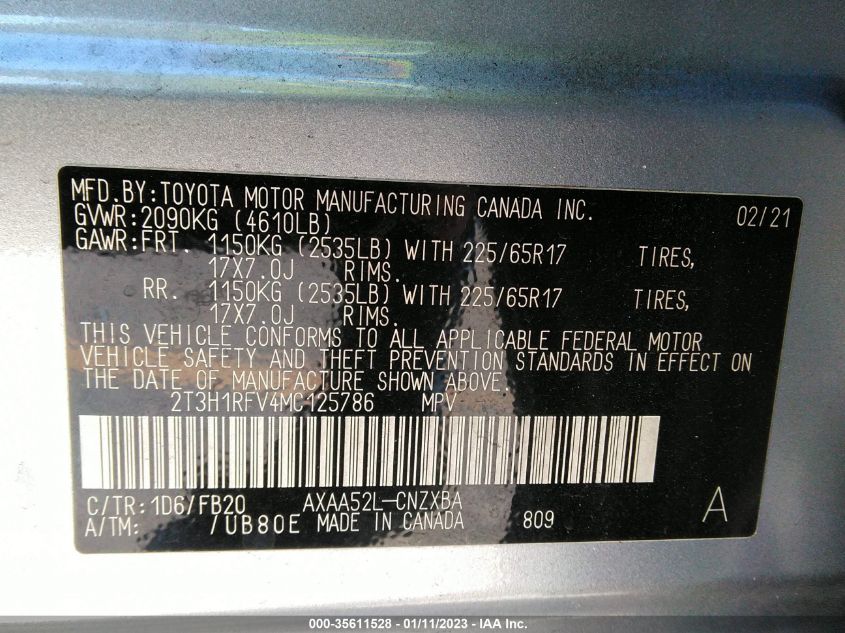 MFD.BY:TOYOTA MOTOR MANUFACTURING CANADA INC. 02/21
GVWR:2090KG (4610LB)
GAWR:FRT. 1150KG (2535LB) WITH 225/65R17 TIRES,
17X7.0J RIMS.
RR. 1150KG (2535LB) WITH 225/65R17 TIRES,
17X7.0J RIMS.
THIS VEHICLE CONFORMS TO ALL APPLICABLE FEDERAL MOTOR
VEHICLE SAFETY AND THEFT PREVENTION STANDARDS IN EFFECT ON
THE DATE OF MANUFACTURE SHOWN ABOVE.
2T3H1RFV4MC125786 MPV
C/TR:1D6/FB20 AXAA52L-CNZXBA A
A/TM: /UB80E MADE IN CANADA 809
000-35611528 - 01/11/2023 - IAA Inc.